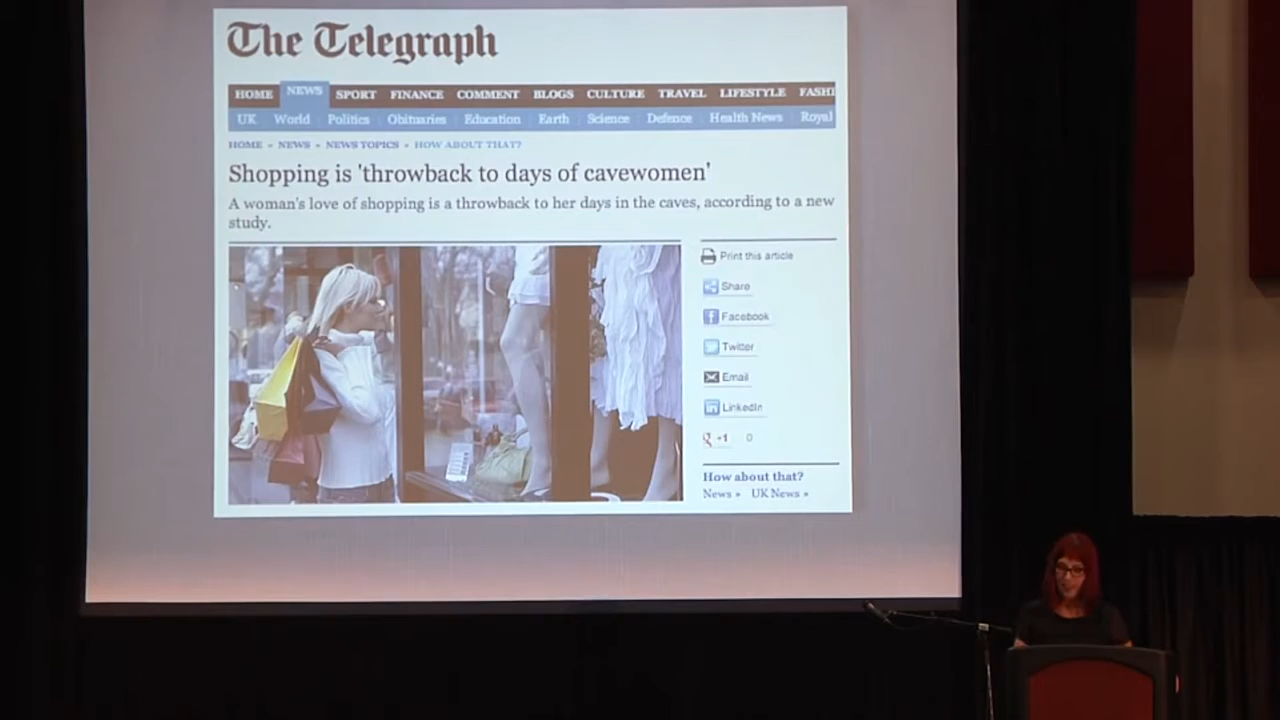 The Telegraph
HOME NEWS SPORT FINANCE COMMENT BLOGS CULTURE TRAVEL LIFESTYLE FASHI
UK World Politics Obituaries Education Earth Science Defence Health News Royal
HOME » NEWS » NEWS TOPICS » HOW ABOUT THAT?
Shopping is 'throwback to days of cavewomen'
A woman's love of shopping is a throwback to her days in the caves, according to a new
study.
Print this article
Share
Facebook
Twitter
Email
LinkedIn
+1 0
How about that?
News » UK News »